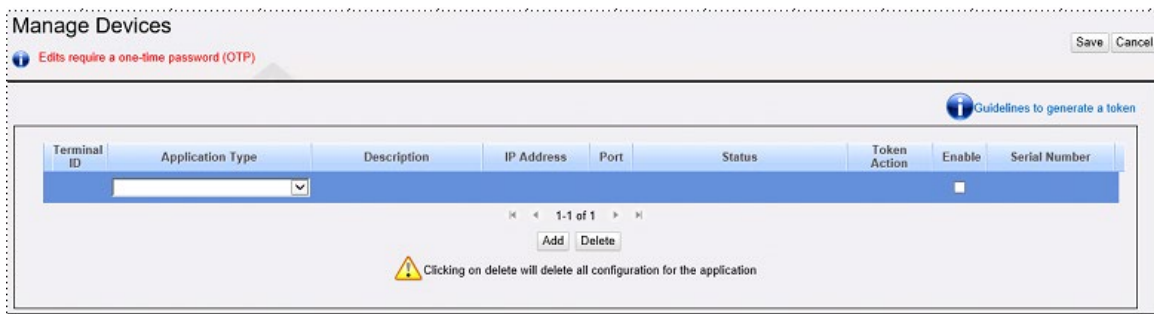 Manage Devices
Save Cancel
Edits require a one-time password (OTP)
Guidelines to generate a token
Terminal ID Application Type Description IP Address Port Status Token Action Enable Serial Number
1-1 of 1
Add Delete
Clicking on delete will delete all configuration for the application